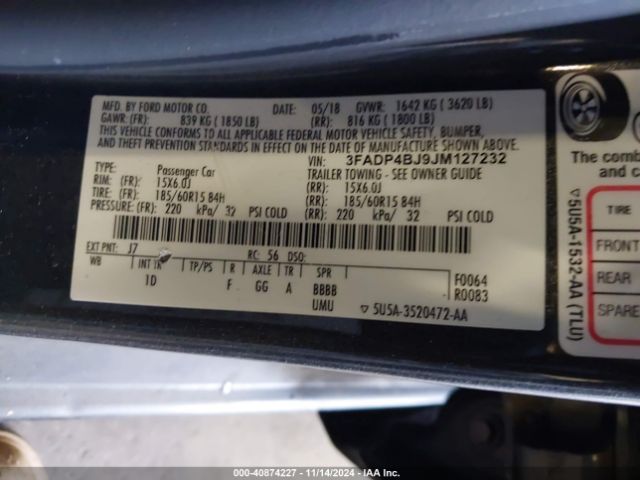 MFD. BY FORD MOTOR CO.
DATE: 05/18 GVWR: 1642 KG ( 3620 LB)
GAWR: (FR): 839 KG ( 1850 LB) (RR): 816 KG ( 1800 LB)
THIS VEHICLE CONFORMS TO ALL APPLICABLE FEDERAL MOTOR VEHICLE SAFETY, BUMPER,
AND THEFT PREVENTION STANDARDS IN EFFECT ON THE DATE OF MANUFACTURE SHOWN ABOVE.
VIN: 3FADP4BJ9JM127232
TYPE: Passenger Car TRAILER TOWING - SEE OWNER GUIDE
RIM: (FR): 15X6.0J (RR): 15X6.0J
TIRE: (FR): 185/60R15 84H (RR): 185/60R15 84H
PRESSURE: (FR): 220 kPa/ 32 PSI COLD (RR): 220 kPa/ 32 PSI COLD
EXT PNT: J7 RC: 56 DSO:
WB INT TR TP/PS R AXLE TR SPR
1D F GG A BBBB
UMU
F0064
R0083
▽ 5U5A-3520472-AA
The combin
▽ 5U5A-1532-AA (TLU)
TIRE
FRONT
REAR
SPARE
000-40874227 - 11/14/2024 - IAA Inc.